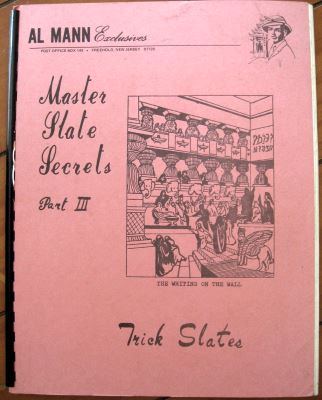 AL MANN Exclusives
POST OFFICE BOX • FREEHOLD, NEW JERSEY 07728
Master
Slate
Secrets
Part III
THE WRITING ON THE WALL
Trick Slates